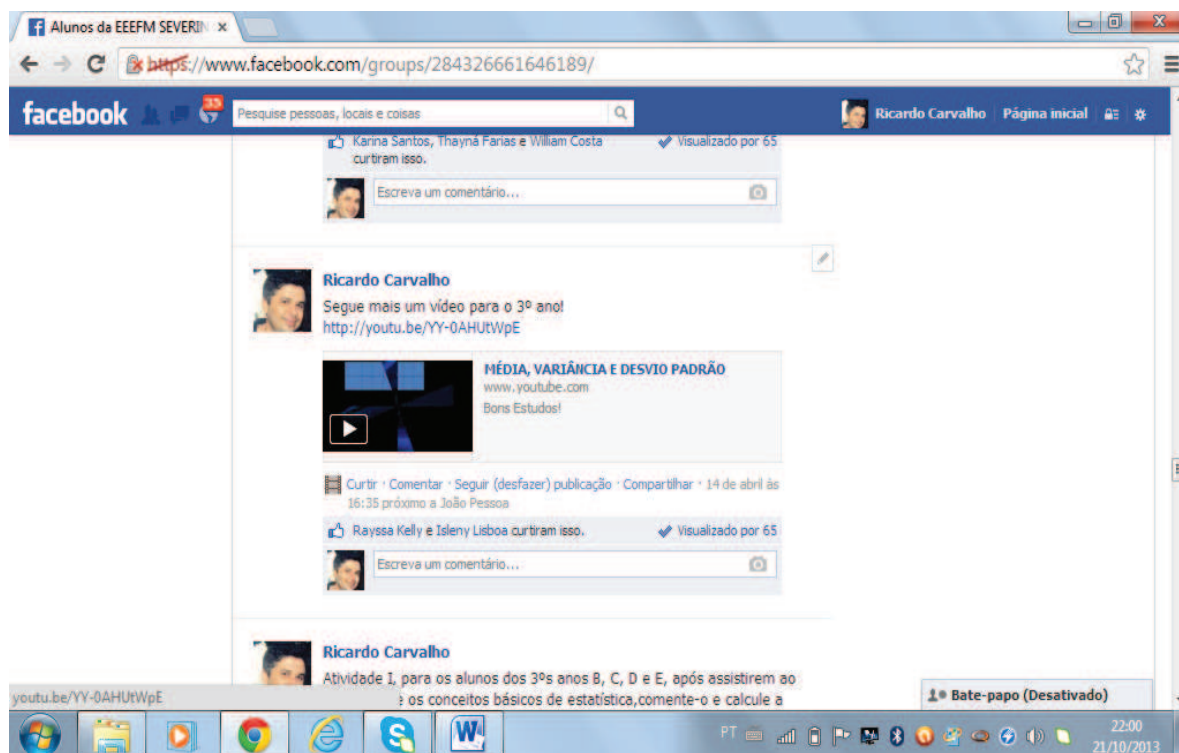 Alunos da EEEFM SEVERIN
https://www.facebook.com/groups/284326661646189/
facebook
35
Pesquise pessoas, locais e coisas
Ricardo Carvalho
Página inicial
Karina Santos, Thayná Farias e William Costa
curtiram isso.
Visualizado por 65
Escreva um comentário...
Ricardo Carvalho
Segue mais um vídeo para o 3º ano!
http://youtu.be/YY-0AHUtWpE
MÉDIA, VARIÂNCIA E DESVIO PADRÃO
www.youtube.com
Bons Estudos!
Curtir · Comentar · Seguir (desfazer) publicação · Compartilhar · 14 de abril às
16:35 próximo a João Pessoa
Rayssa Kelly e Isleny Lisboa curtiram isso.
Visualizado por 65
Escreva um comentário...
Ricardo Carvalho
Atividade I, para os alunos dos 3ºs anos B, C, D e E, após assistirem ao
e os conceitos básicos de estatística,comente-o e calcule a
youtu.be/YY-0AHUtWpE
Bate-papo (Desativado)
W
PT
22:00
21/10/2013